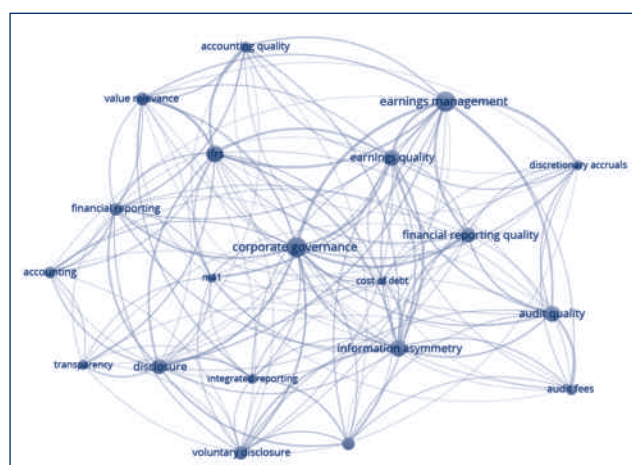 accounting quality
value relevance
earnings management
ifrs
earnings quality
discretionary accruals
financial reporting
financial reporting quality
corporate governance
accounting
m41
cost of debt
audit quality
information asymmetry
transparency
disclosure
integrated reporting
audit fees
voluntary disclosure